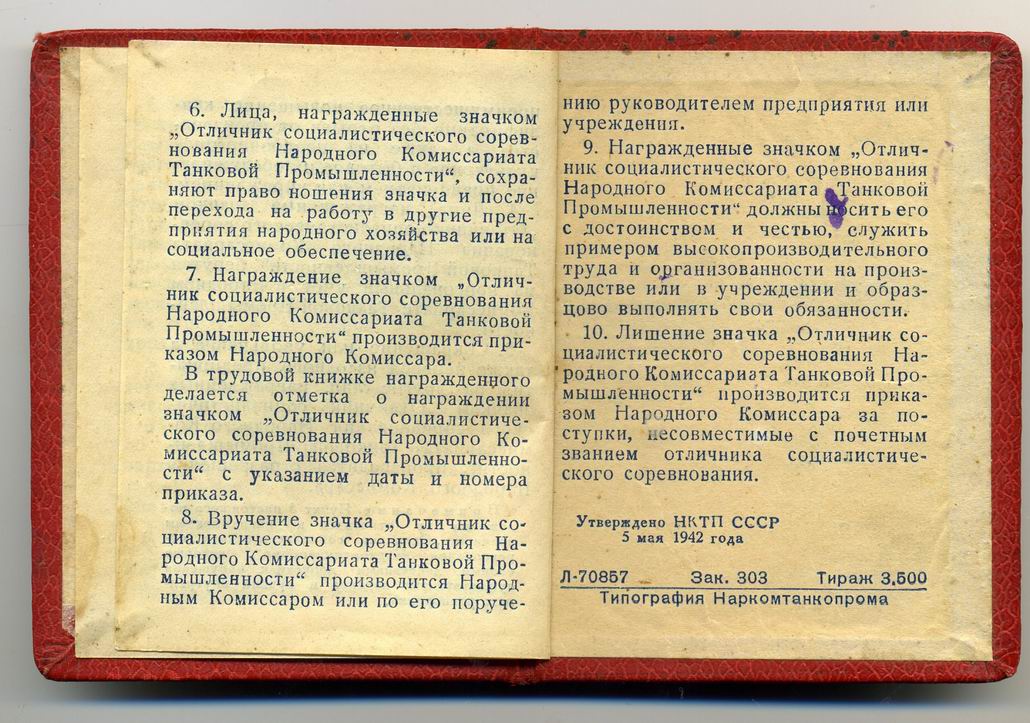 6. Лица, награжденные значком
„Отличник социалистического сорев-
нования Народного Комиссариата
Танковой Промышленности“, сохра-
няют право ношения значка и после
перехода на работу в другие пред-
приятия народного хозяйства или на
социальное обеспечение.
7. Награждение значком „Отлич-
ник социалистического соревнования
Народного Комиссариата Танковой
Промышленности“ производится при-
казом Народного Комиссара.
В трудовой книжке награжденного
делается отметка о награждении
значком „Отличник социалистиче-
ского соревнования Народного Ко-
миссариата Танковой Промышленно-
сти“ с указанием даты и номера
приказа.
8. Вручение значка „Отличник со-
циалистического соревнования На-
родного Комиссариата Танковой Про-
мышленности“ производится Народ-
ным Комиссаром или по его поруче-
нию руководителем предприятия или
учреждения.
9. Награжденные значком „Отлич-
ник социалистического соревнования
Народного Комиссариата Танковой
Промышленности“ должны носить его
с достоинством и честью, служить
примером высокопроизводительного
труда и организованности на произ-
водстве или в учреждении и образ-
цово выполнять свои обязанности.
10. Лишение значка „Отличник со-
циалистического соревнования На-
родного Комиссариата Танковой Про-
мышленности“ производится прика-
зом Народного Комиссара за по-
ступки, несовместимые с почетным
званием отличника социалистиче-
ского соревнования.
Утверждено НКТП СССР
5 мая 1942 года
Л-70857 Зак. 303 Тираж 3.500
Типография Наркомтанкопрома